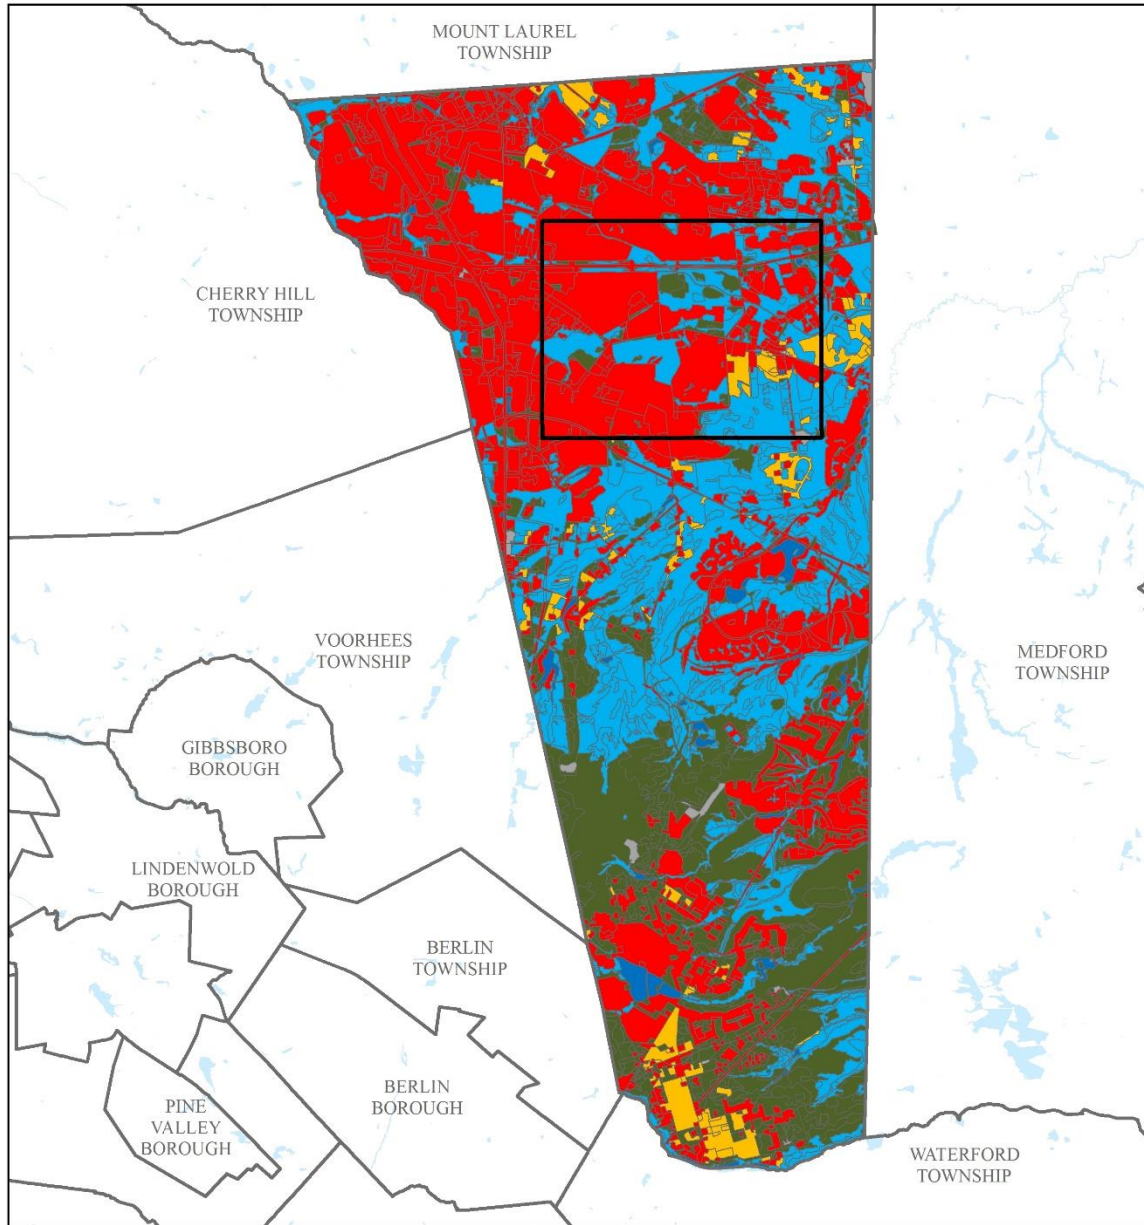 MOUNT LAUREL
TOWNSHIP
CHERRY HILL
TOWNSHIP
VOORHEES
TOWNSHIP
MEDFORD
TOWNSHIP
GIBBSBORO
BOROUGH
LINDENWOLD
BOROUGH
BERLIN
TOWNSHIP
BERLIN
BOROUGH
PINE
VALLEY
BOROUGH
WATERFORD
TOWNSHIP